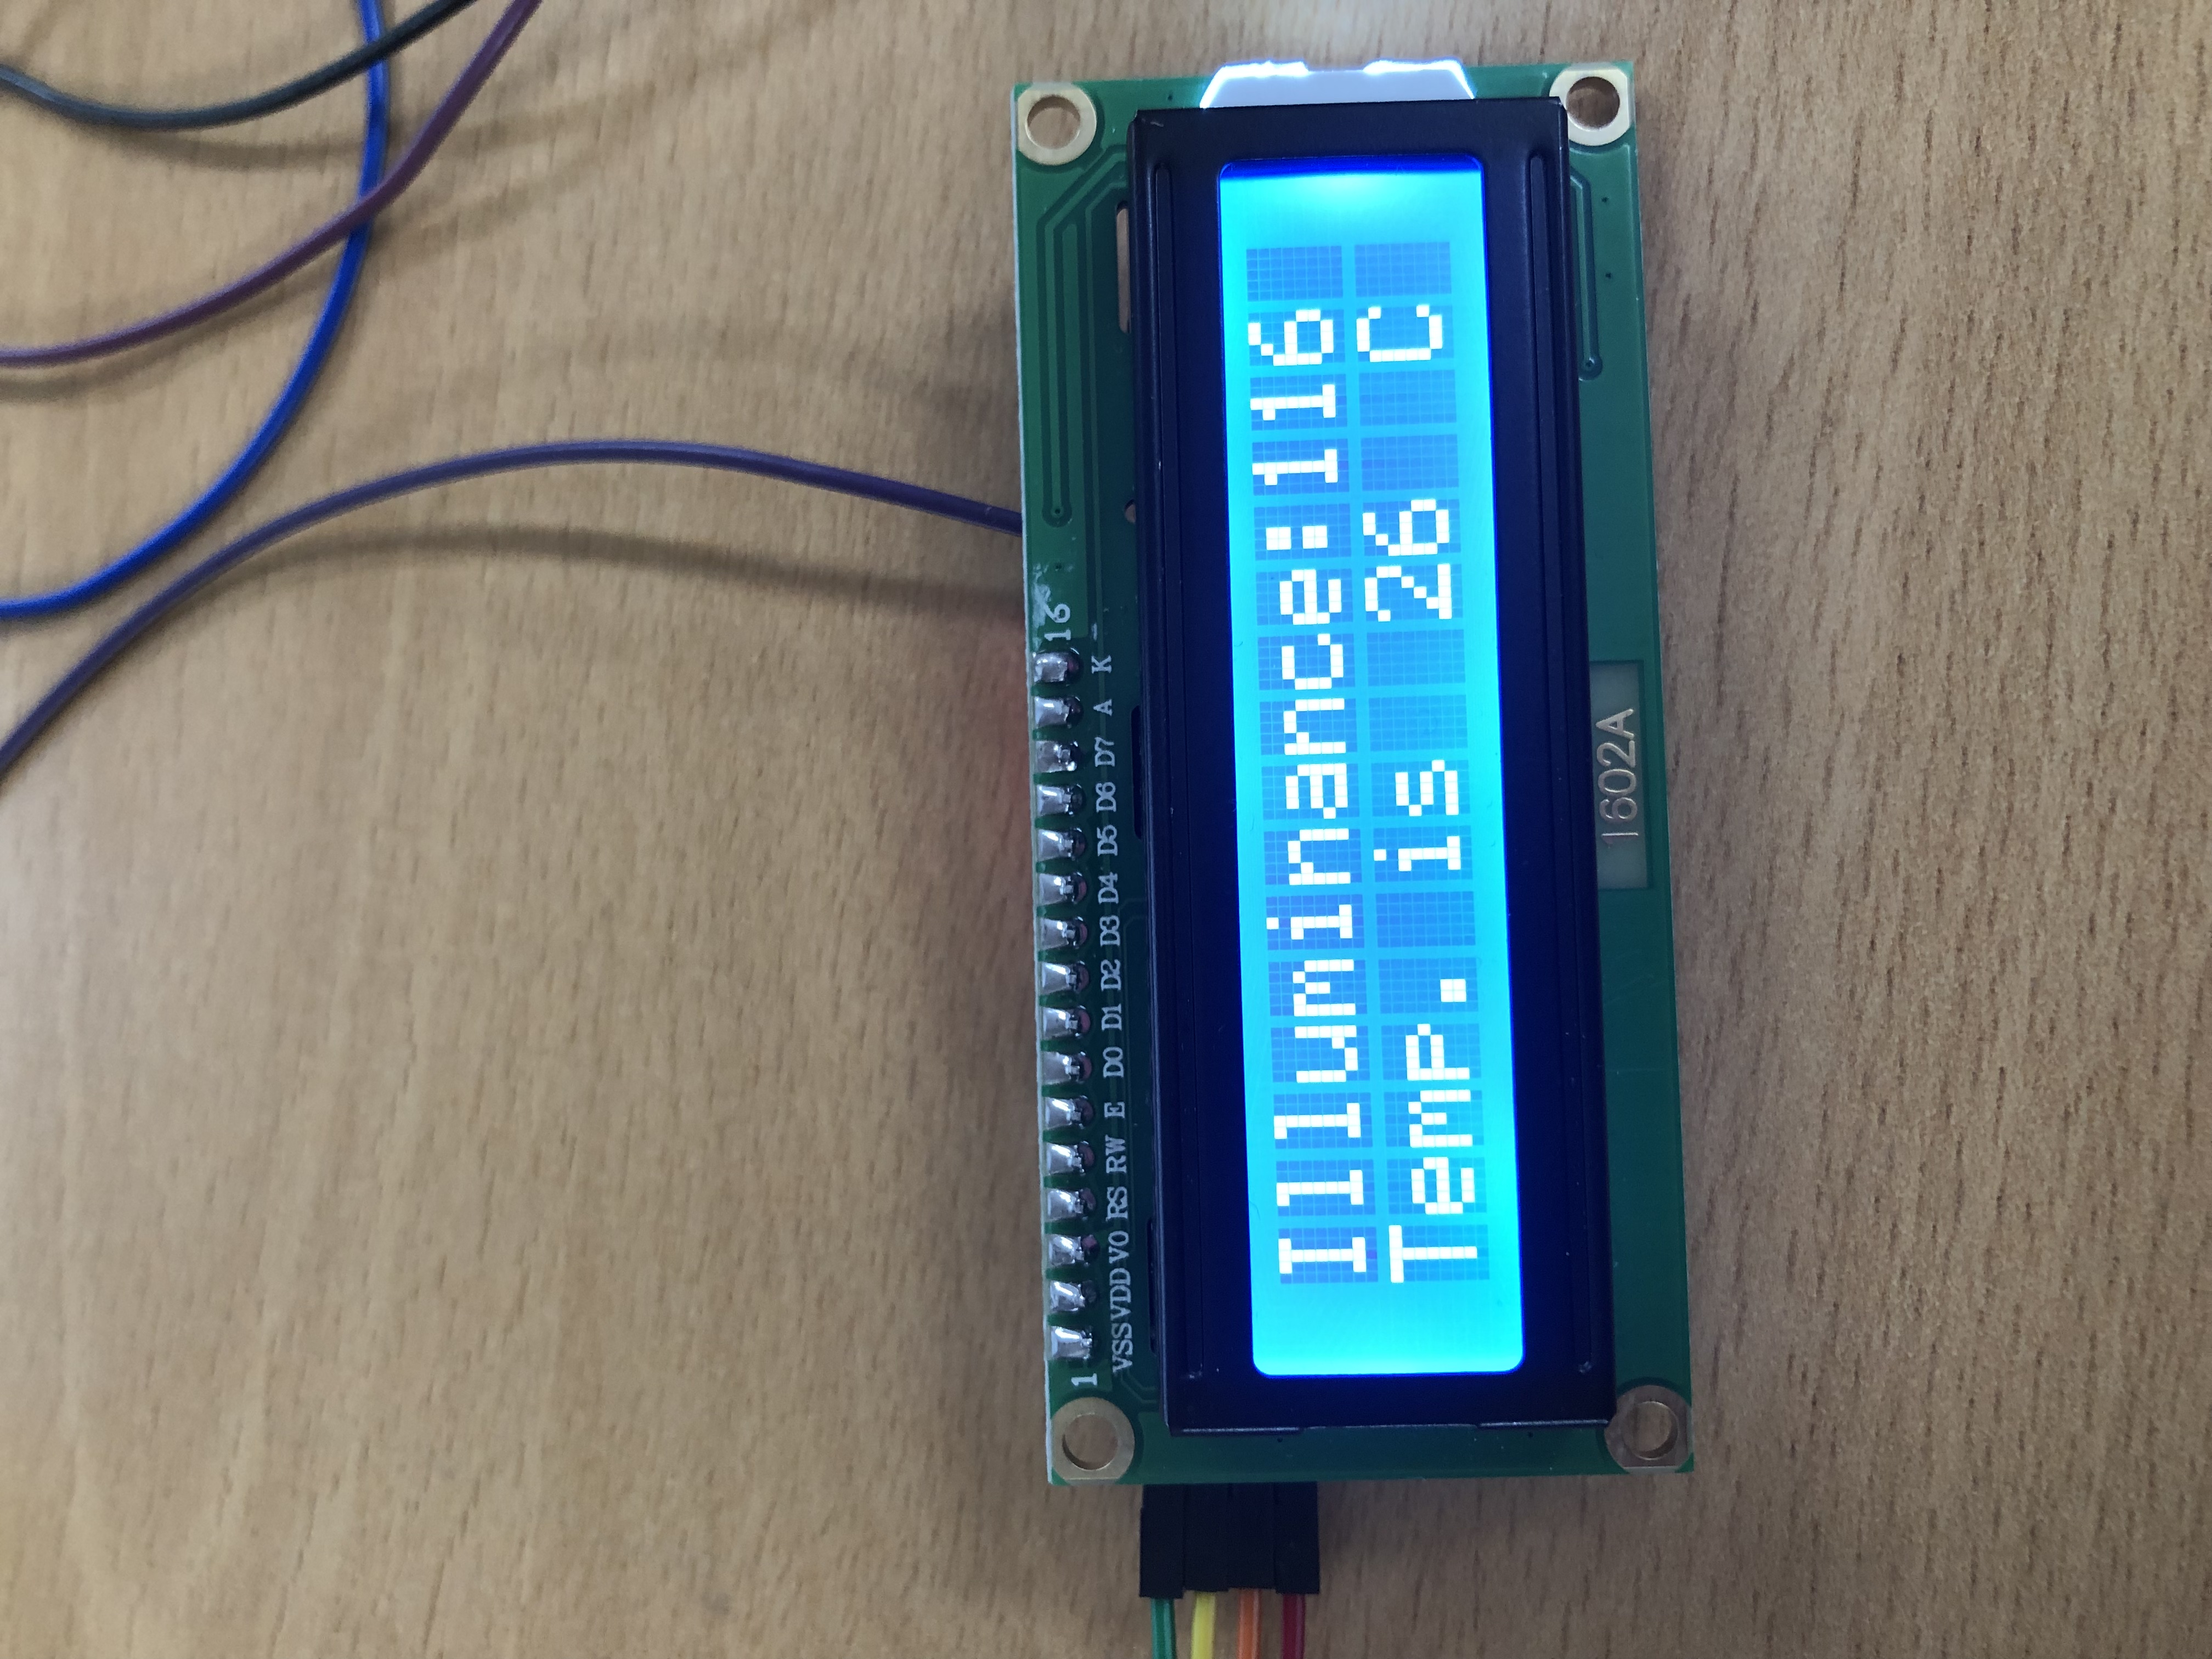 1 16
VSS VDD V0 RS RW E D0 D1 D2 D3 D4 D5 D6 D7 A K
Illuminance:116
Temp. is 26 C
1602A